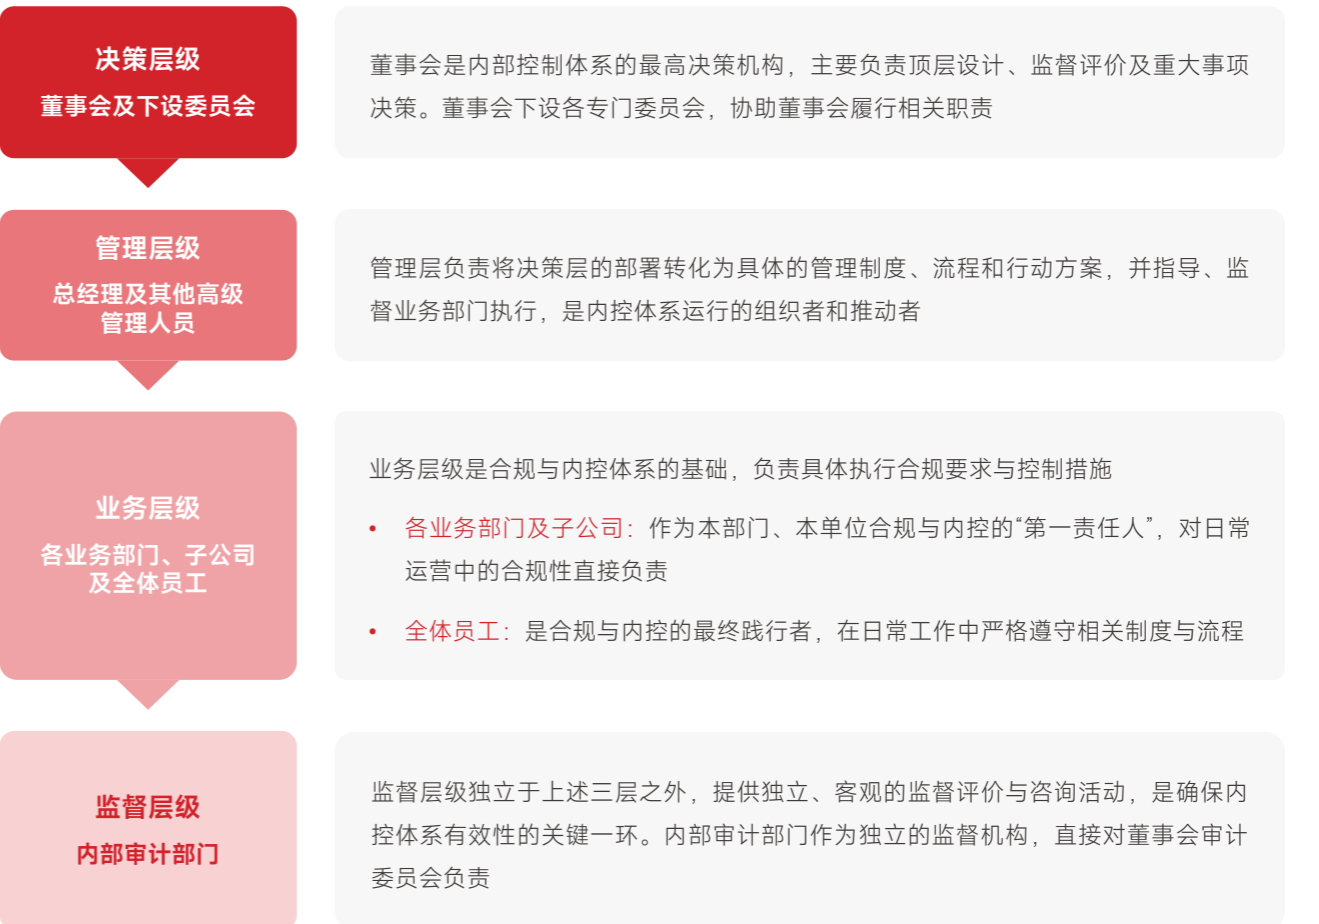 决策层级
董事会及下设委员会
董事会是内部控制体系的最高决策机构，主要负责顶层设计、监督评价及重大事项
决策。董事会下设各专门委员会，协助董事会履行相关职责
管理层级
总经理及其他高级
管理人员
管理层负责将决策层的部署转化为具体的管理制度、流程和行动方案，并指导、监
督业务部门执行，是内控体系运行的组织者和推动者
业务层级
各业务部门、子公司
及全体员工
业务层级是合规与内控体系的基础，负责具体执行合规要求与控制措施
• 各业务部门及子公司：作为本部门、本单位合规与内控的“第一责任人”，对日常
运营中的合规性直接负责
• 全体员工：是合规与内控的最终践行者，在日常工作中严格遵守相关制度与流程
监督层级
内部审计部门
监督层级独立于上述三层之外，提供独立、客观的监督评价与咨询活动，是确保内
控体系有效性的关键一环。内部审计部门作为独立的监督机构，直接对董事会审计
委员会负责